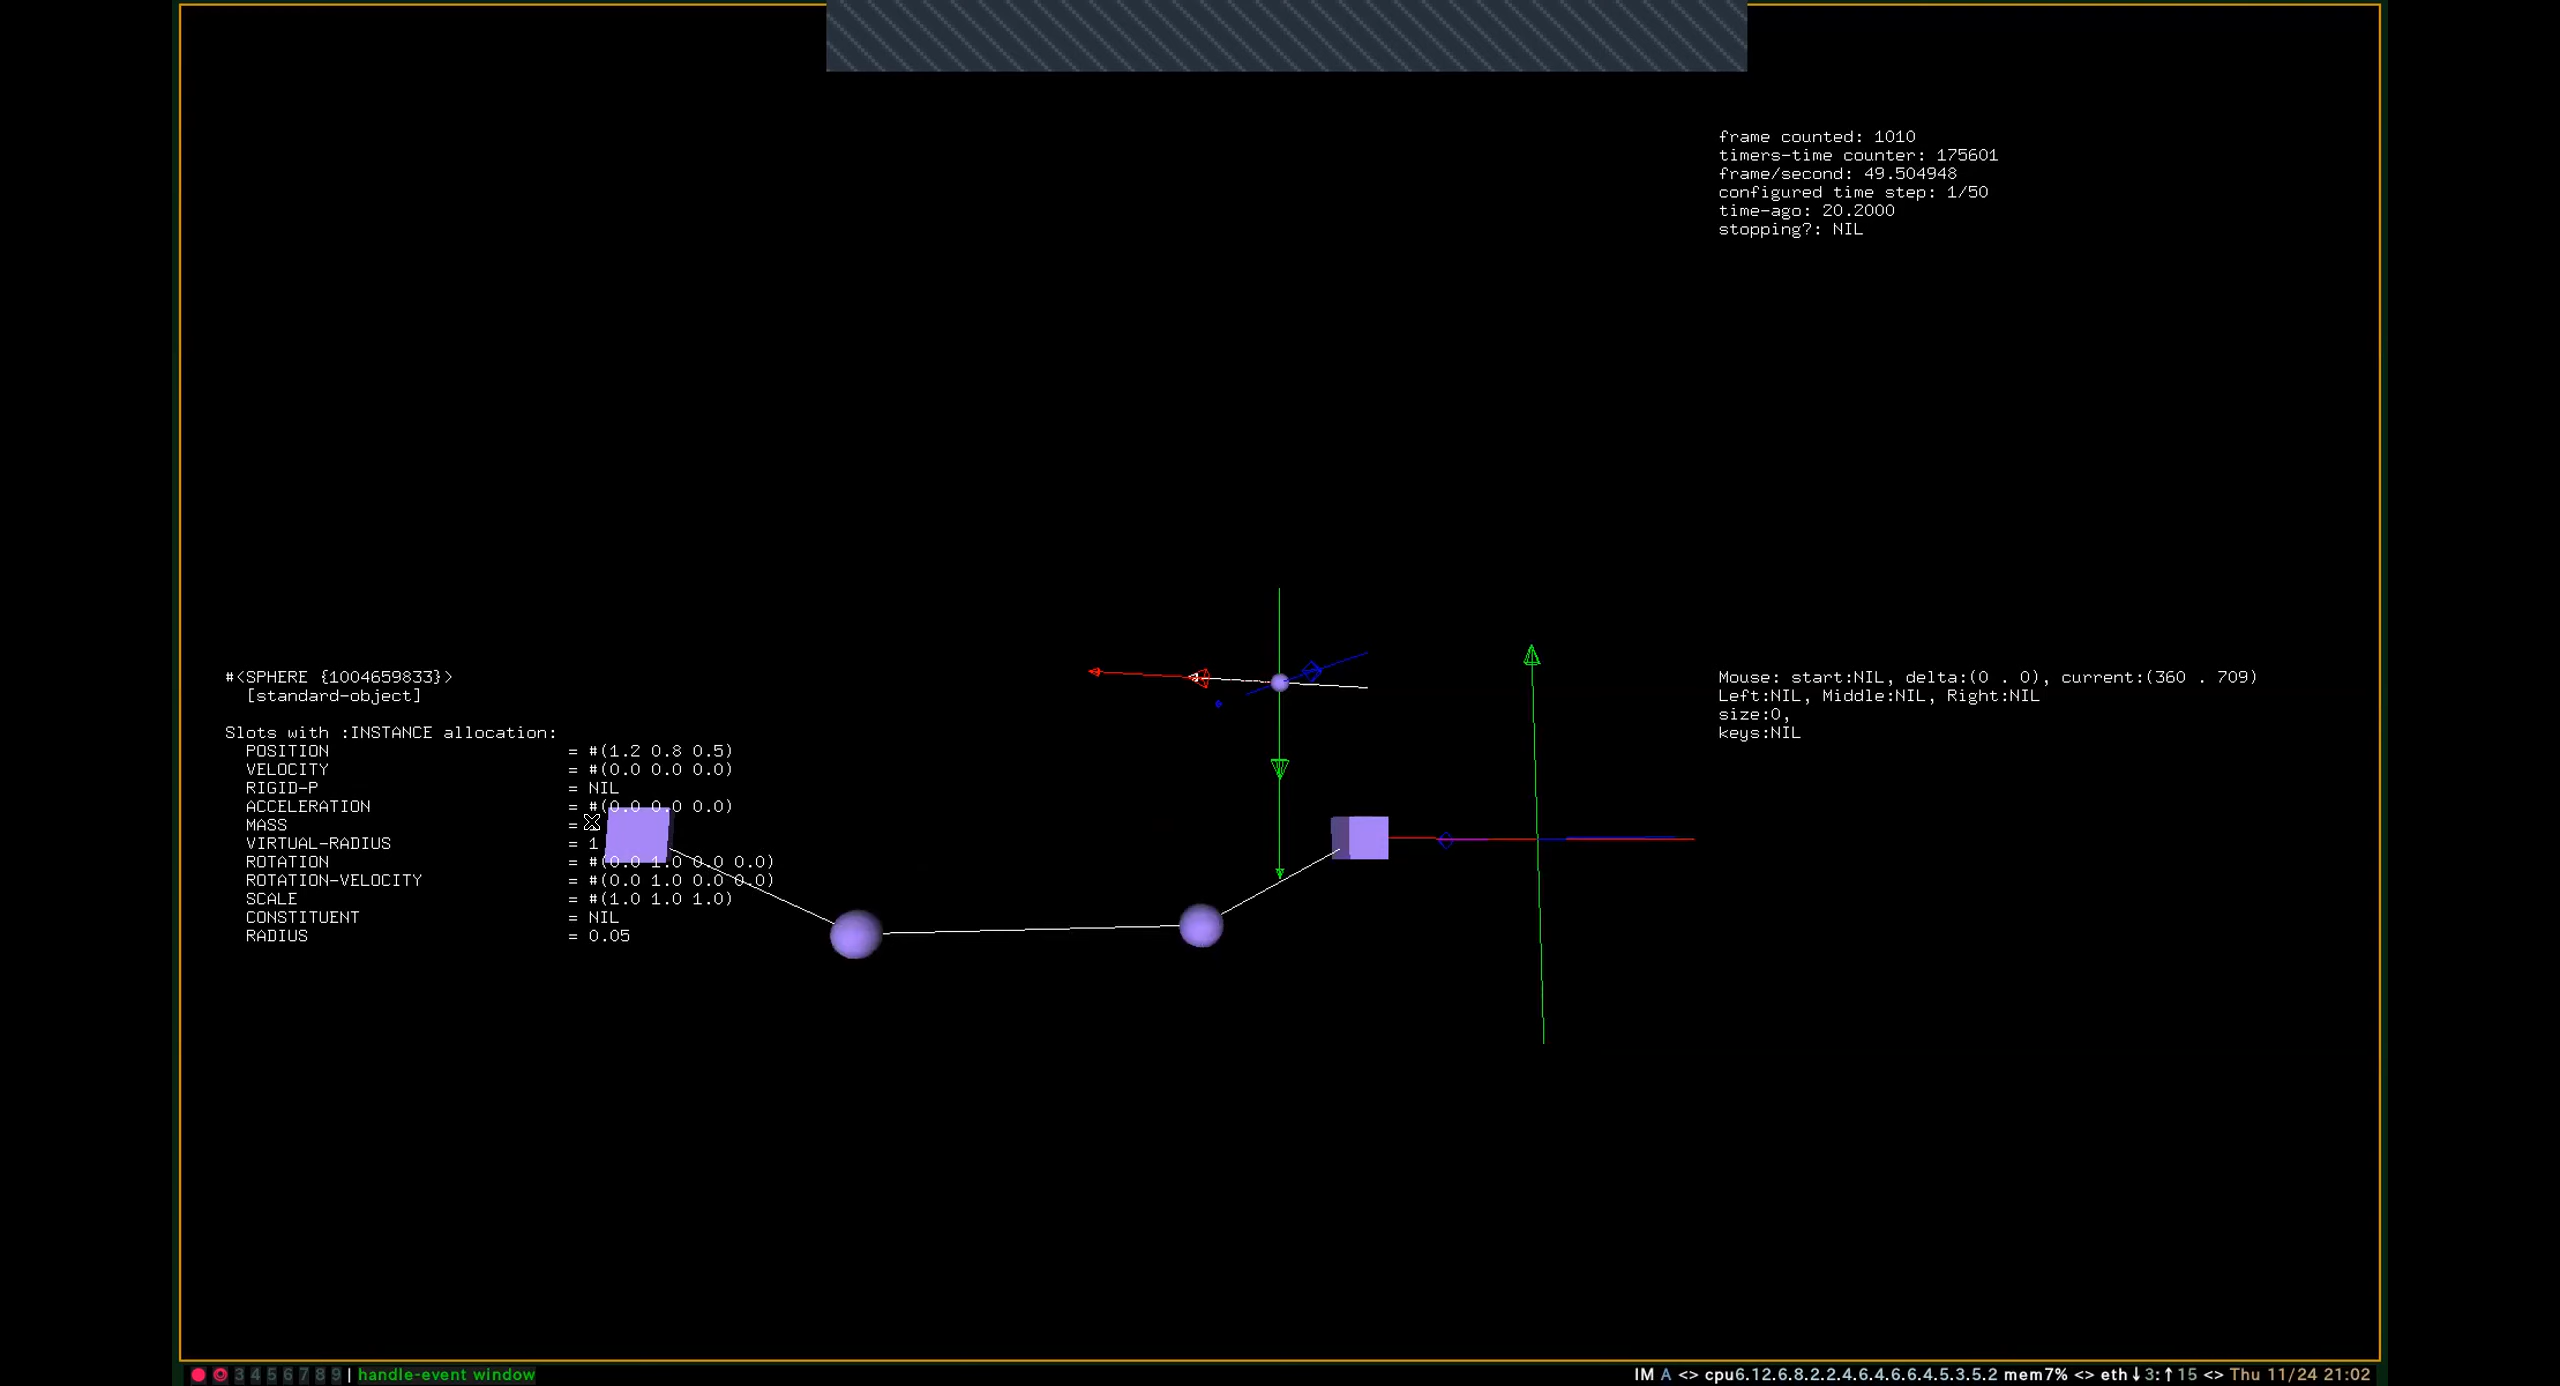 frame counted: 1010
timers-time counter: 175601
frame/second: 49.504948
configured time step: 1/50
time-ago: 20.2000
stopping?: NIL
#<SPHERE {1004659833}>
[standard-object]
Slots with :INSTANCE allocation:
POSITION = #(1.2 0.8 0.5)
VELOCITY = #(0.0 0.0 0.0)
RIGID-P = NIL
ACCELERATION = #(0.0 0.0 0.0)
MASS =
VIRTUAL-RADIUS = 1
ROTATION = #(0.0 1.0 0.0 0.0)
ROTATION-VELOCITY = #(0.0 1.0 0.0 0.0)
SCALE = #(1.0 1.0 1.0)
CONSTITUENT = NIL
RADIUS = 0.05
Mouse: start:NIL, delta:(0 . 0), current:(360 . 709)
Left:NIL, Middle:NIL, Right:NIL
size:0,
keys:NIL
3 4 5 6 7 8 9 | handle-event window
IM A <> cpu6.12.6.8.2.2.4.6.4.6.6.4.5.3.5.2 mem7% <> eth↓3:↑15 <> Thu 11/24 21:02